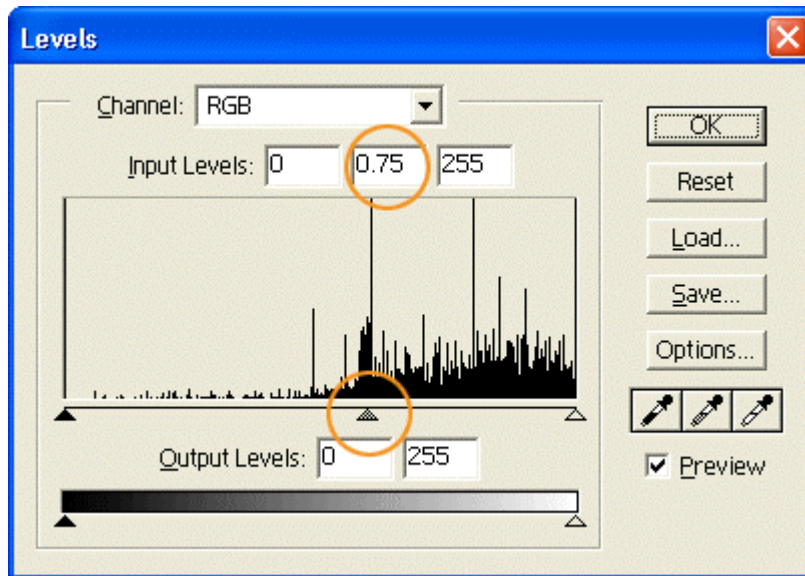 Levels
Channel: RGB
Input Levels: 0 0.75 255
Output Levels: 0 255
OK
Reset
Load...
Save...
Options...
Preview